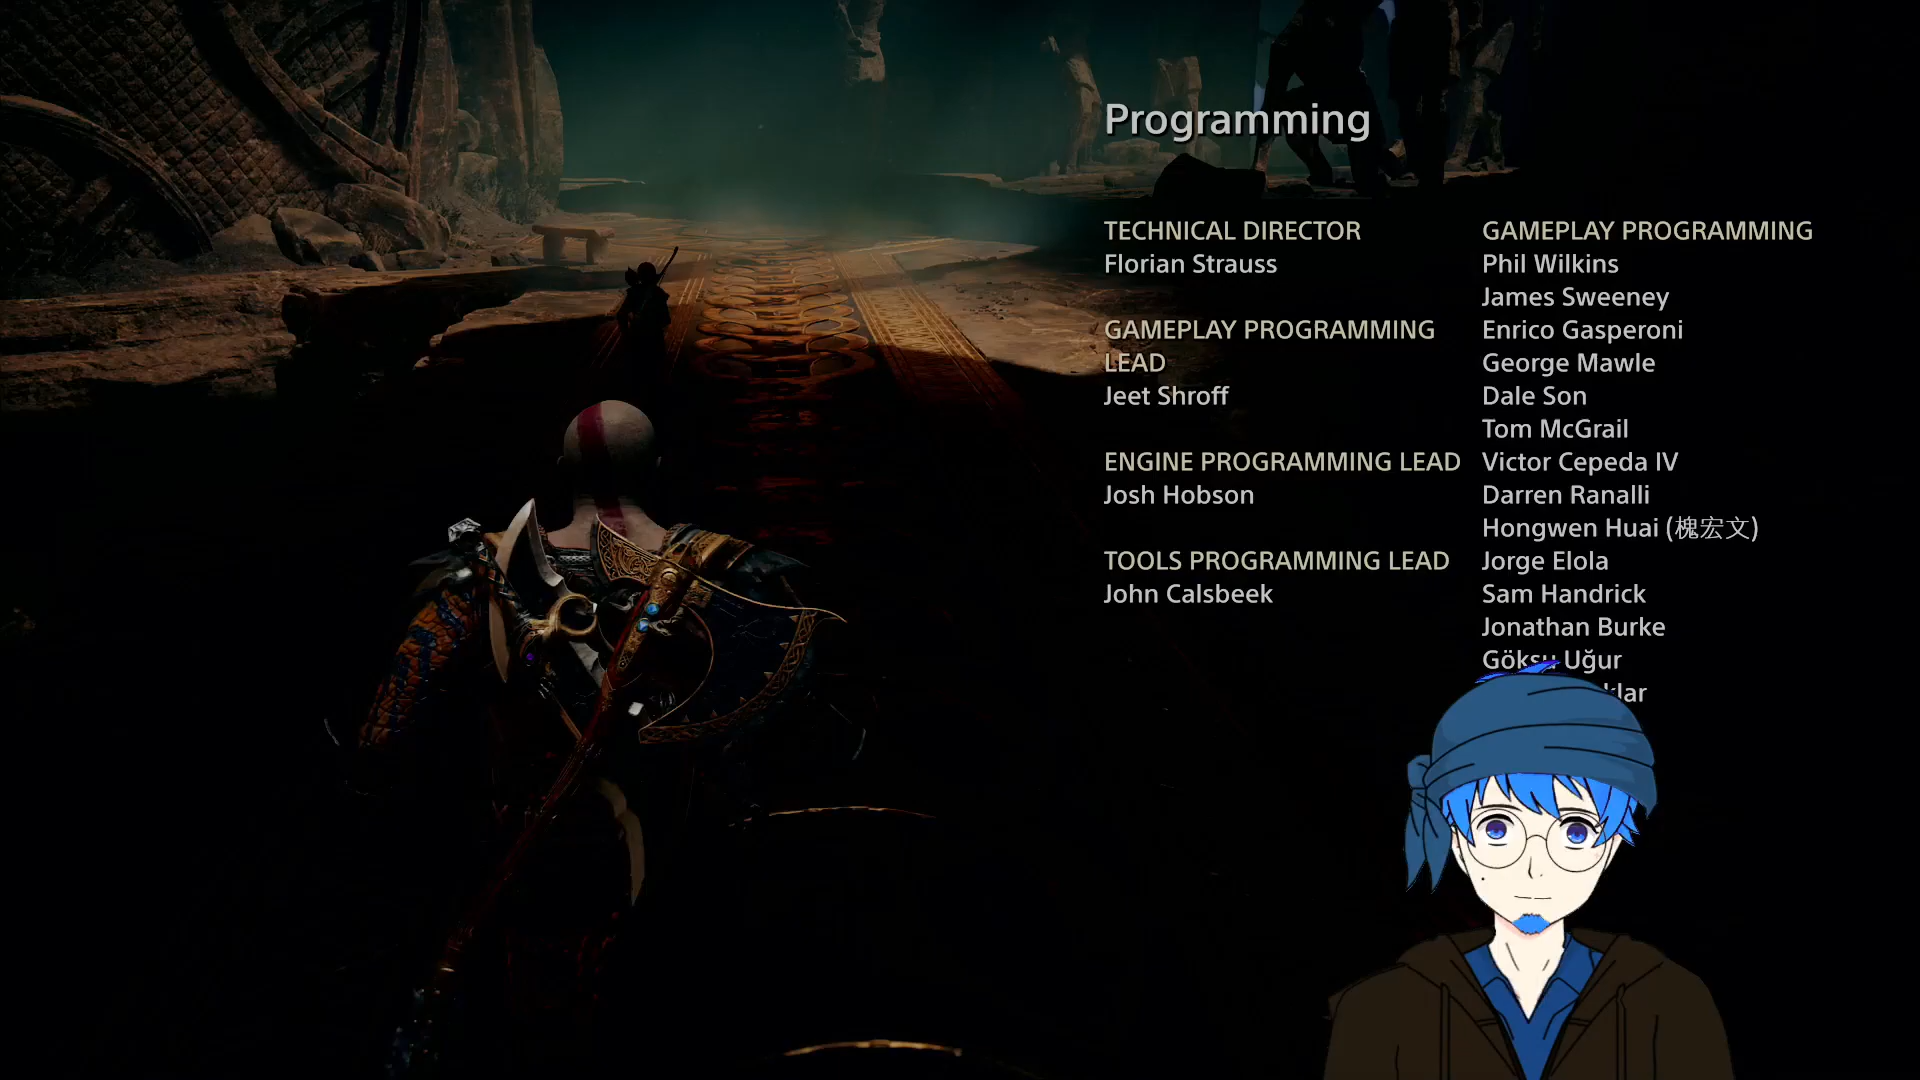 Programming
TECHNICAL DIRECTOR
Florian Strauss
GAMEPLAY PROGRAMMING
LEAD
Jeet Shroff
ENGINE PROGRAMMING LEAD
Josh Hobson
TOOLS PROGRAMMING LEAD
John Calsbeek
GAMEPLAY PROGRAMMING
Phil Wilkins
James Sweeney
Enrico Gasperoni
George Mawle
Dale Son
Tom McGrail
Victor Cepeda IV
Darren Ranalli
Hongwen Huai (槐宏文)
Jorge Elola
Sam Handrick
Jonathan Burke
Göksu Uğur